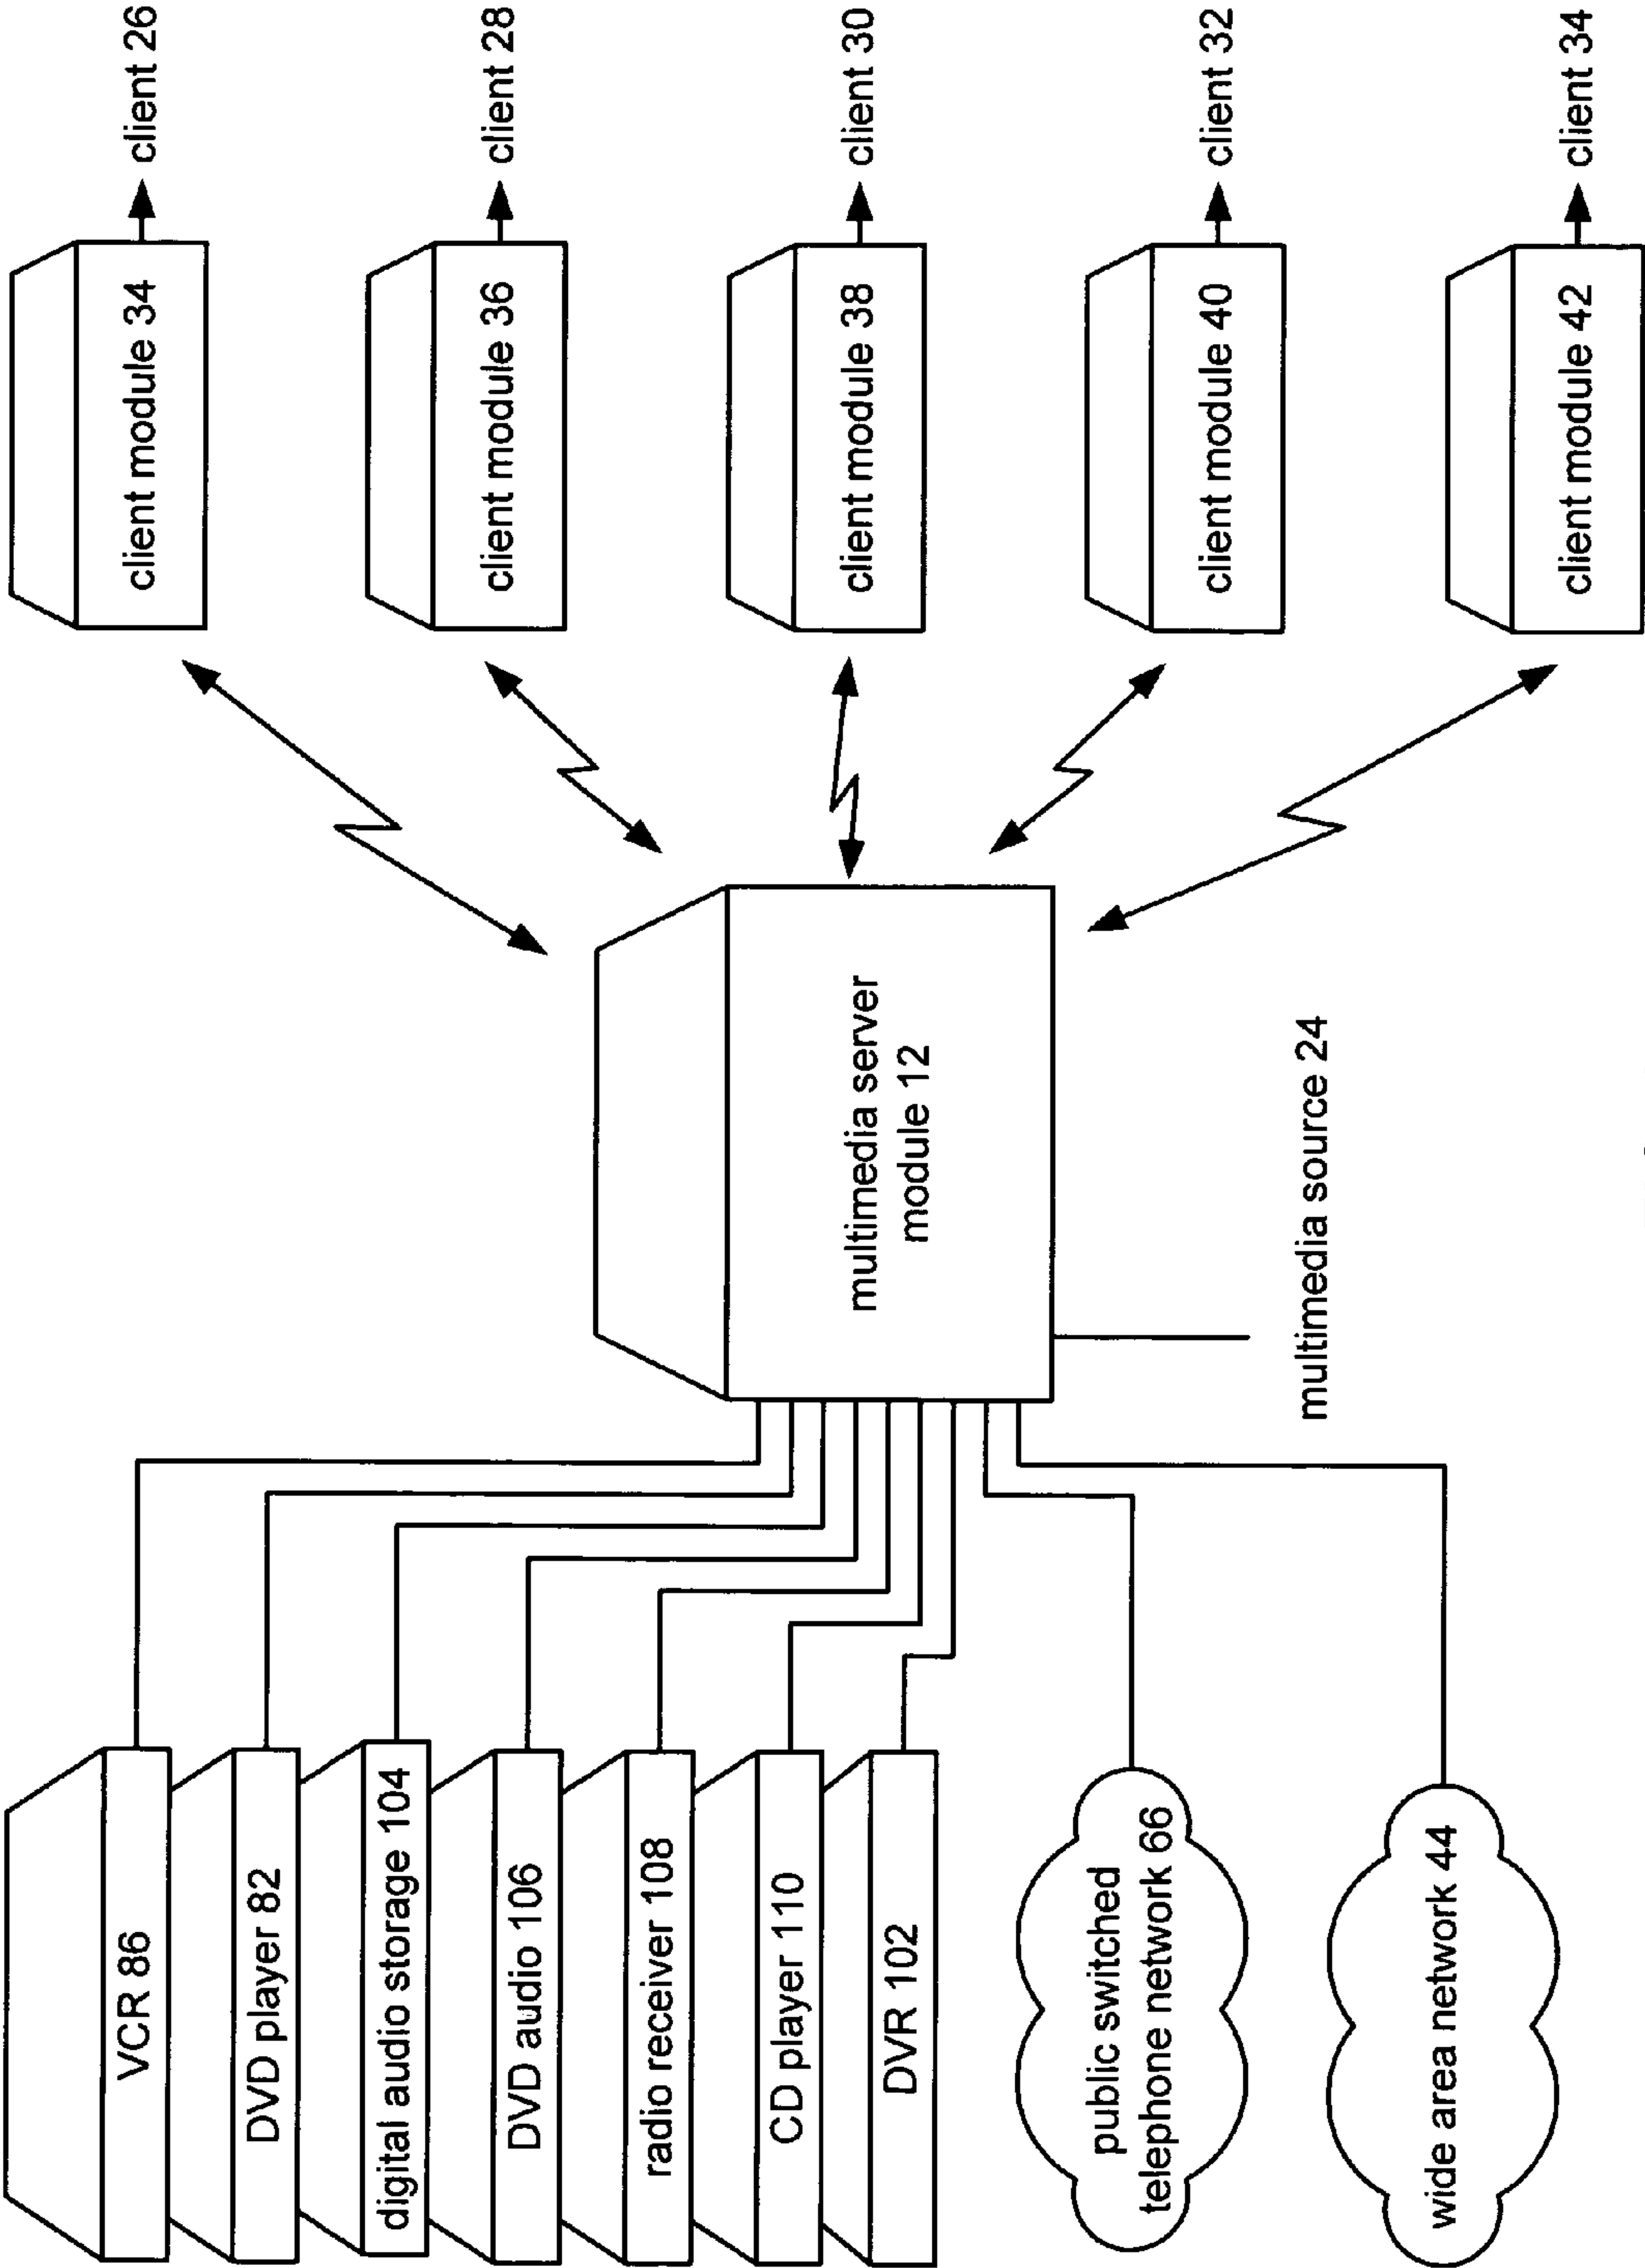 VCR 86
DVD player 82
digital audio storage 104
DVD audio 106
radio receiver 108
CD player 110
DVR 102
public switched
telephone network 66
wide area network 44
multimedia server
module 12
multimedia source 24
client module 34
client 26
client module 36
client 28
client module 38
client 30
client module 40
client 32
client module 42
client 34